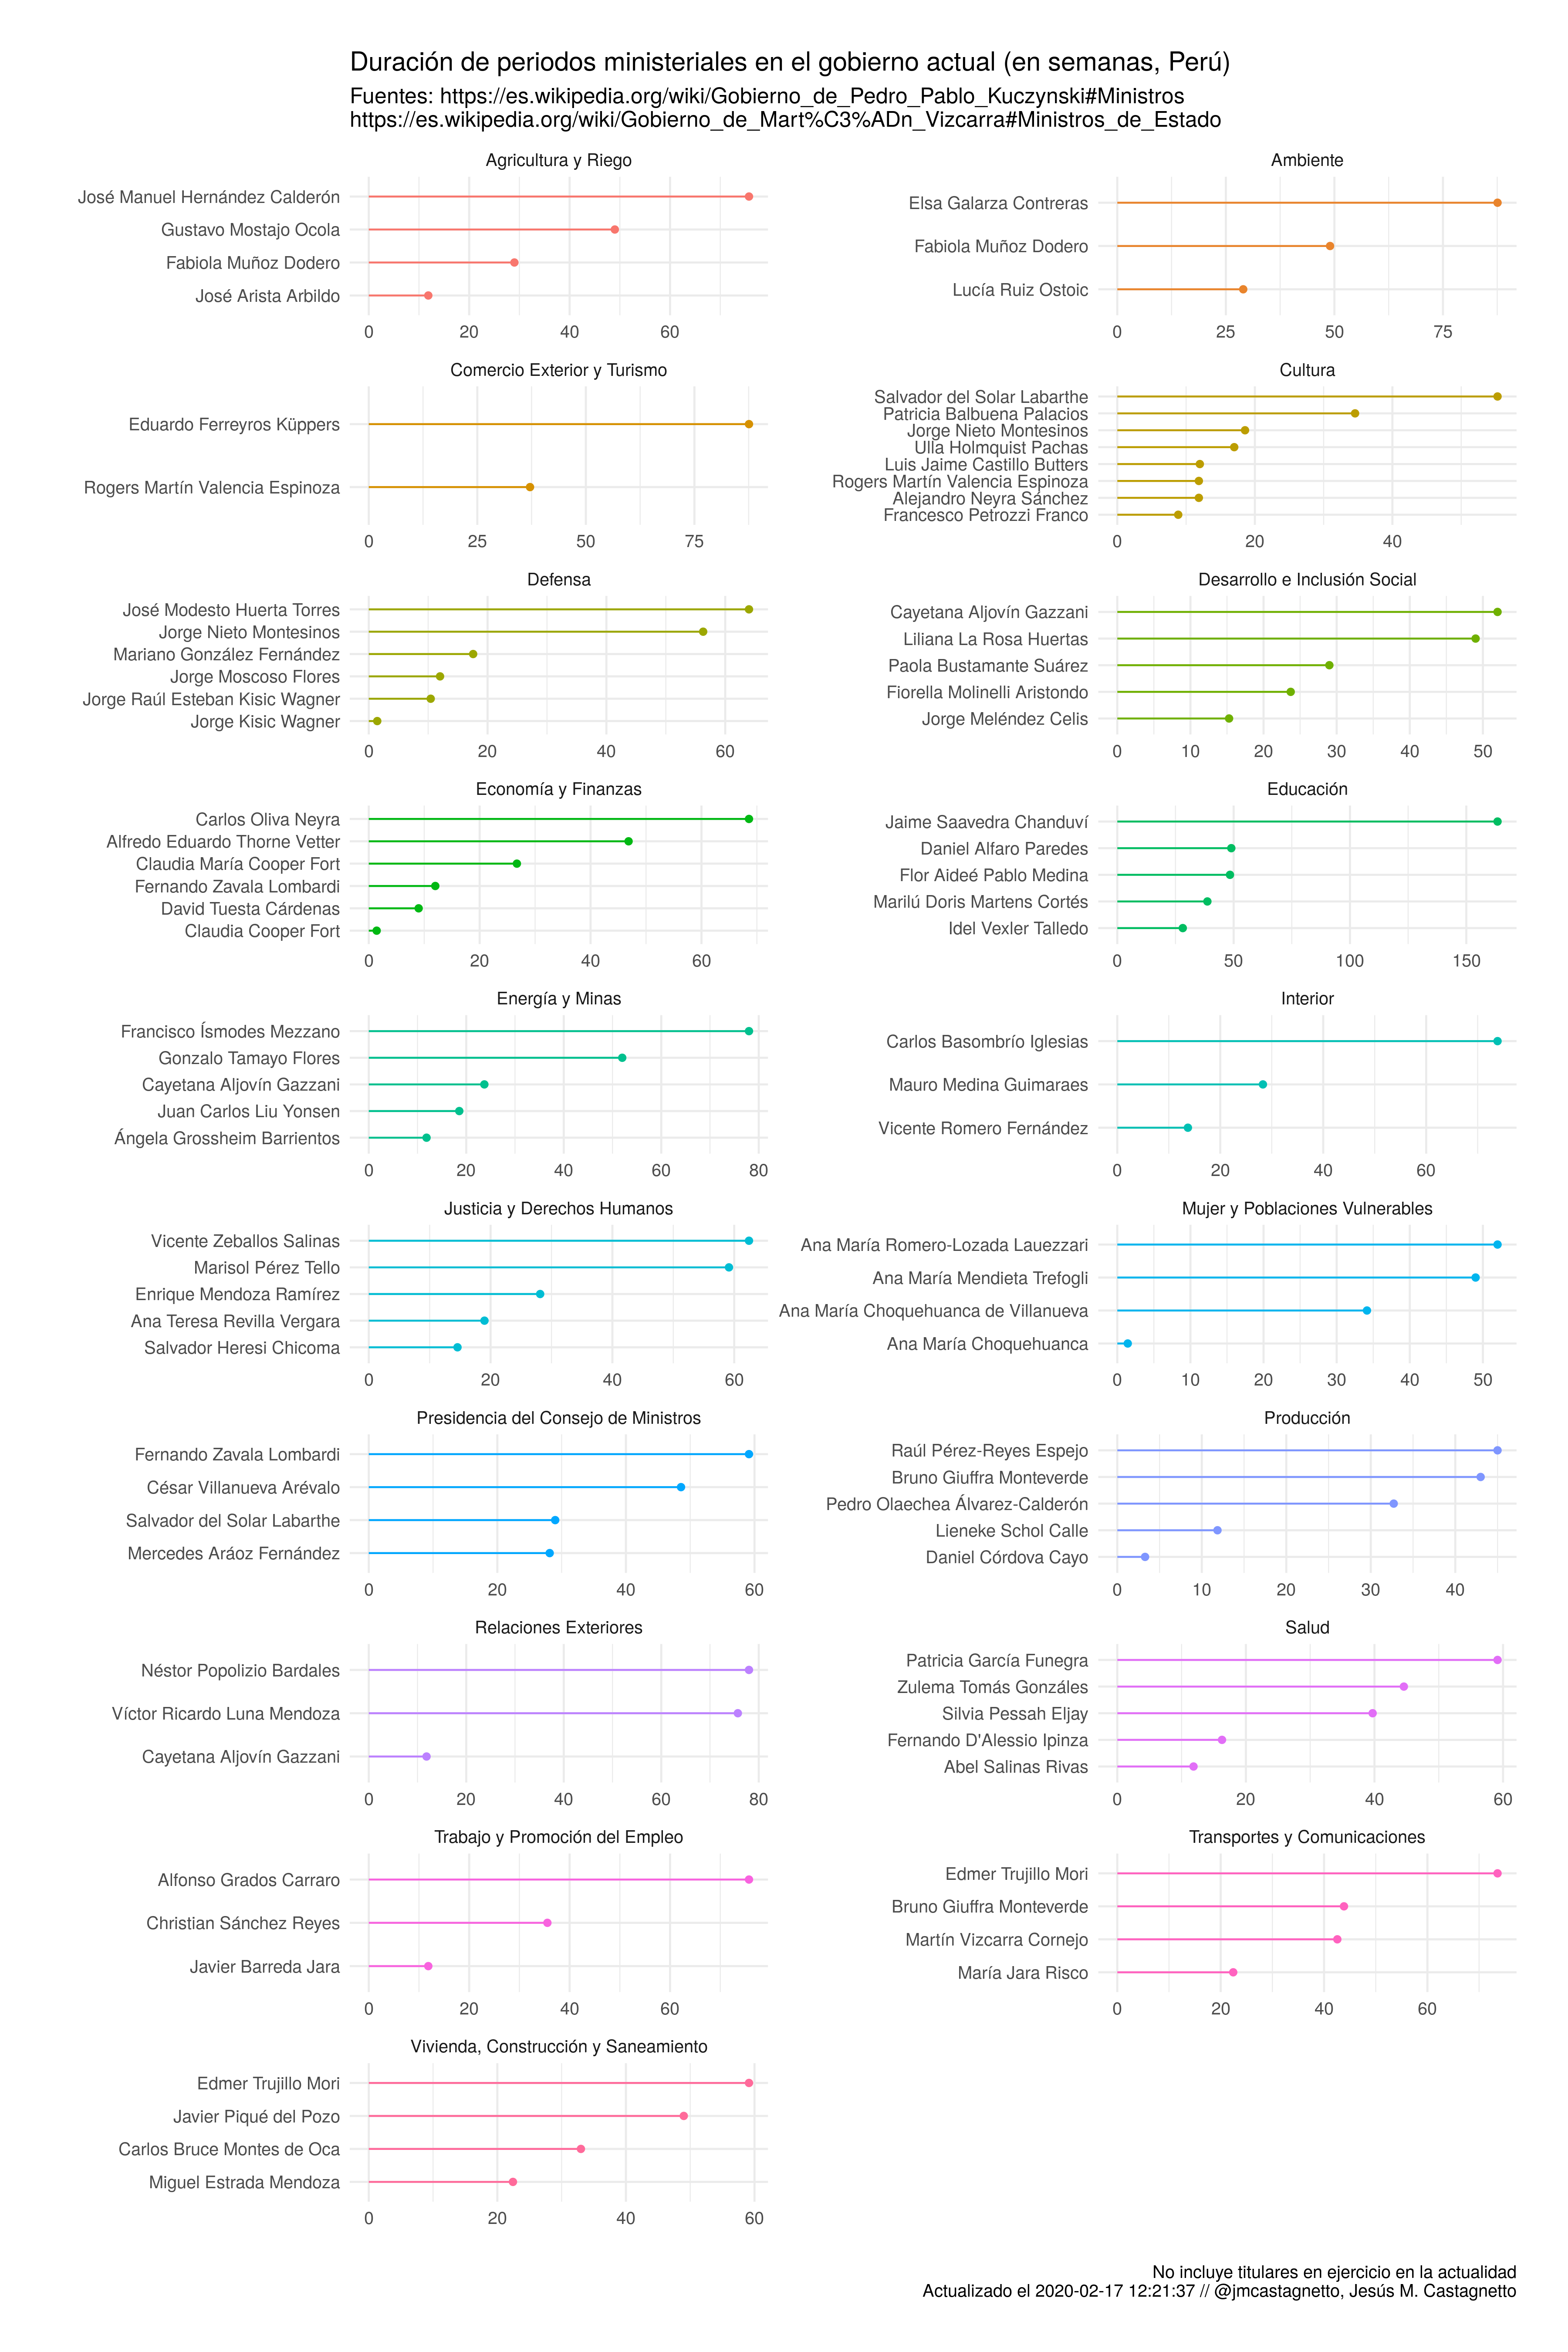 Duración de periodos ministeriales en el gobierno actual (en semanas, Perú)
Fuentes: https://es.wikipedia.org/wiki/Gobierno_de_Pedro_Pablo_Kuczynski#Ministros
https://es.wikipedia.org/wiki/Gobierno_de_Mart%C3%ADn_Vizcarra#Ministros_de_Estado
Agricultura y Riego
José Manuel Hernández Calderón
Gustavo Mostajo Ocola
Fabiola Muñoz Dodero
José Arista Arbildo
0 20 40 60
Ambiente
Elsa Galarza Contreras
Fabiola Muñoz Dodero
Lucía Ruiz Ostoic
0 25 50 75
Comercio Exterior y Turismo
Eduardo Ferreyros Küppers
Rogers Martín Valencia Espinoza
0 25 50 75
Cultura
Salvador del Solar Labarthe
Patricia Balbuena Palacios
Jorge Nieto Montesinos
Ulla Holmquist Pachas
Luis Jaime Castillo Butters
Rogers Martín Valencia Espinoza
Alejandro Neyra Sánchez
Francesco Petrozzi Franco
0 20 40
Defensa
José Modesto Huerta Torres
Jorge Nieto Montesinos
Mariano González Fernández
Jorge Moscoso Flores
Jorge Raúl Esteban Kisic Wagner
Jorge Kisic Wagner
0 20 40 60
Desarrollo e Inclusión Social
Cayetana Aljovín Gazzani
Liliana La Rosa Huertas
Paola Bustamante Suárez
Fiorella Molinelli Aristondo
Jorge Meléndez Celis
0 10 20 30 40 50
Economía y Finanzas
Carlos Oliva Neyra
Alfredo Eduardo Thorne Vetter
Claudia María Cooper Fort
Fernando Zavala Lombardi
David Tuesta Cárdenas
Claudia Cooper Fort
0 20 40 60
Educación
Jaime Saavedra Chanduví
Daniel Alfaro Paredes
Flor Aideé Pablo Medina
Marilú Doris Martens Cortés
Idel Vexler Talledo
0 50 100 150
Energía y Minas
Francisco Ísmodes Mezzano
Gonzalo Tamayo Flores
Cayetana Aljovín Gazzani
Juan Carlos Liu Yonsen
Ángela Grossheim Barrientos
0 20 40 60 80
Interior
Carlos Basombrío Iglesias
Mauro Medina Guimaraes
Vicente Romero Fernández
0 20 40 60
Justicia y Derechos Humanos
Vicente Zeballos Salinas
Marisol Pérez Tello
Enrique Mendoza Ramírez
Ana Teresa Revilla Vergara
Salvador Heresi Chicoma
0 20 40 60
Mujer y Poblaciones Vulnerables
Ana María Romero-Lozada Lauezzari
Ana María Mendieta Trefogli
Ana María Choquehuanca de Villanueva
Ana María Choquehuanca
0 10 20 30 40 50
Presidencia del Consejo de Ministros
Fernando Zavala Lombardi
César Villanueva Arévalo
Salvador del Solar Labarthe
Mercedes Aráoz Fernández
0 20 40 60
Producción
Raúl Pérez-Reyes Espejo
Bruno Giuffra Monteverde
Pedro Olaechea Álvarez-Calderón
Lieneke Schol Calle
Daniel Córdova Cayo
0 10 20 30 40
Relaciones Exteriores
Néstor Popolizio Bardales
Víctor Ricardo Luna Mendoza
Cayetana Aljovín Gazzani
0 20 40 60 80
Salud
Patricia García Funegra
Zulema Tomás Gonzáles
Silvia Pessah Eljay
Fernando D'Alessio Ipinza
Abel Salinas Rivas
0 20 40 60
Trabajo y Promoción del Empleo
Alfonso Grados Carraro
Christian Sánchez Reyes
Javier Barreda Jara
0 20 40 60
Transportes y Comunicaciones
Edmer Trujillo Mori
Bruno Giuffra Monteverde
Martín Vizcarra Cornejo
María Jara Risco
0 20 40 60
Vivienda, Construcción y Saneamiento
Edmer Trujillo Mori
Javier Piqué del Pozo
Carlos Bruce Montes de Oca
Miguel Estrada Mendoza
0 20 40 60
No incluye titulares en ejercicio en la actualidad
Actualizado el 2020-02-17 12:21:37 // @jmcastagnetto, Jesús M. Castagnetto